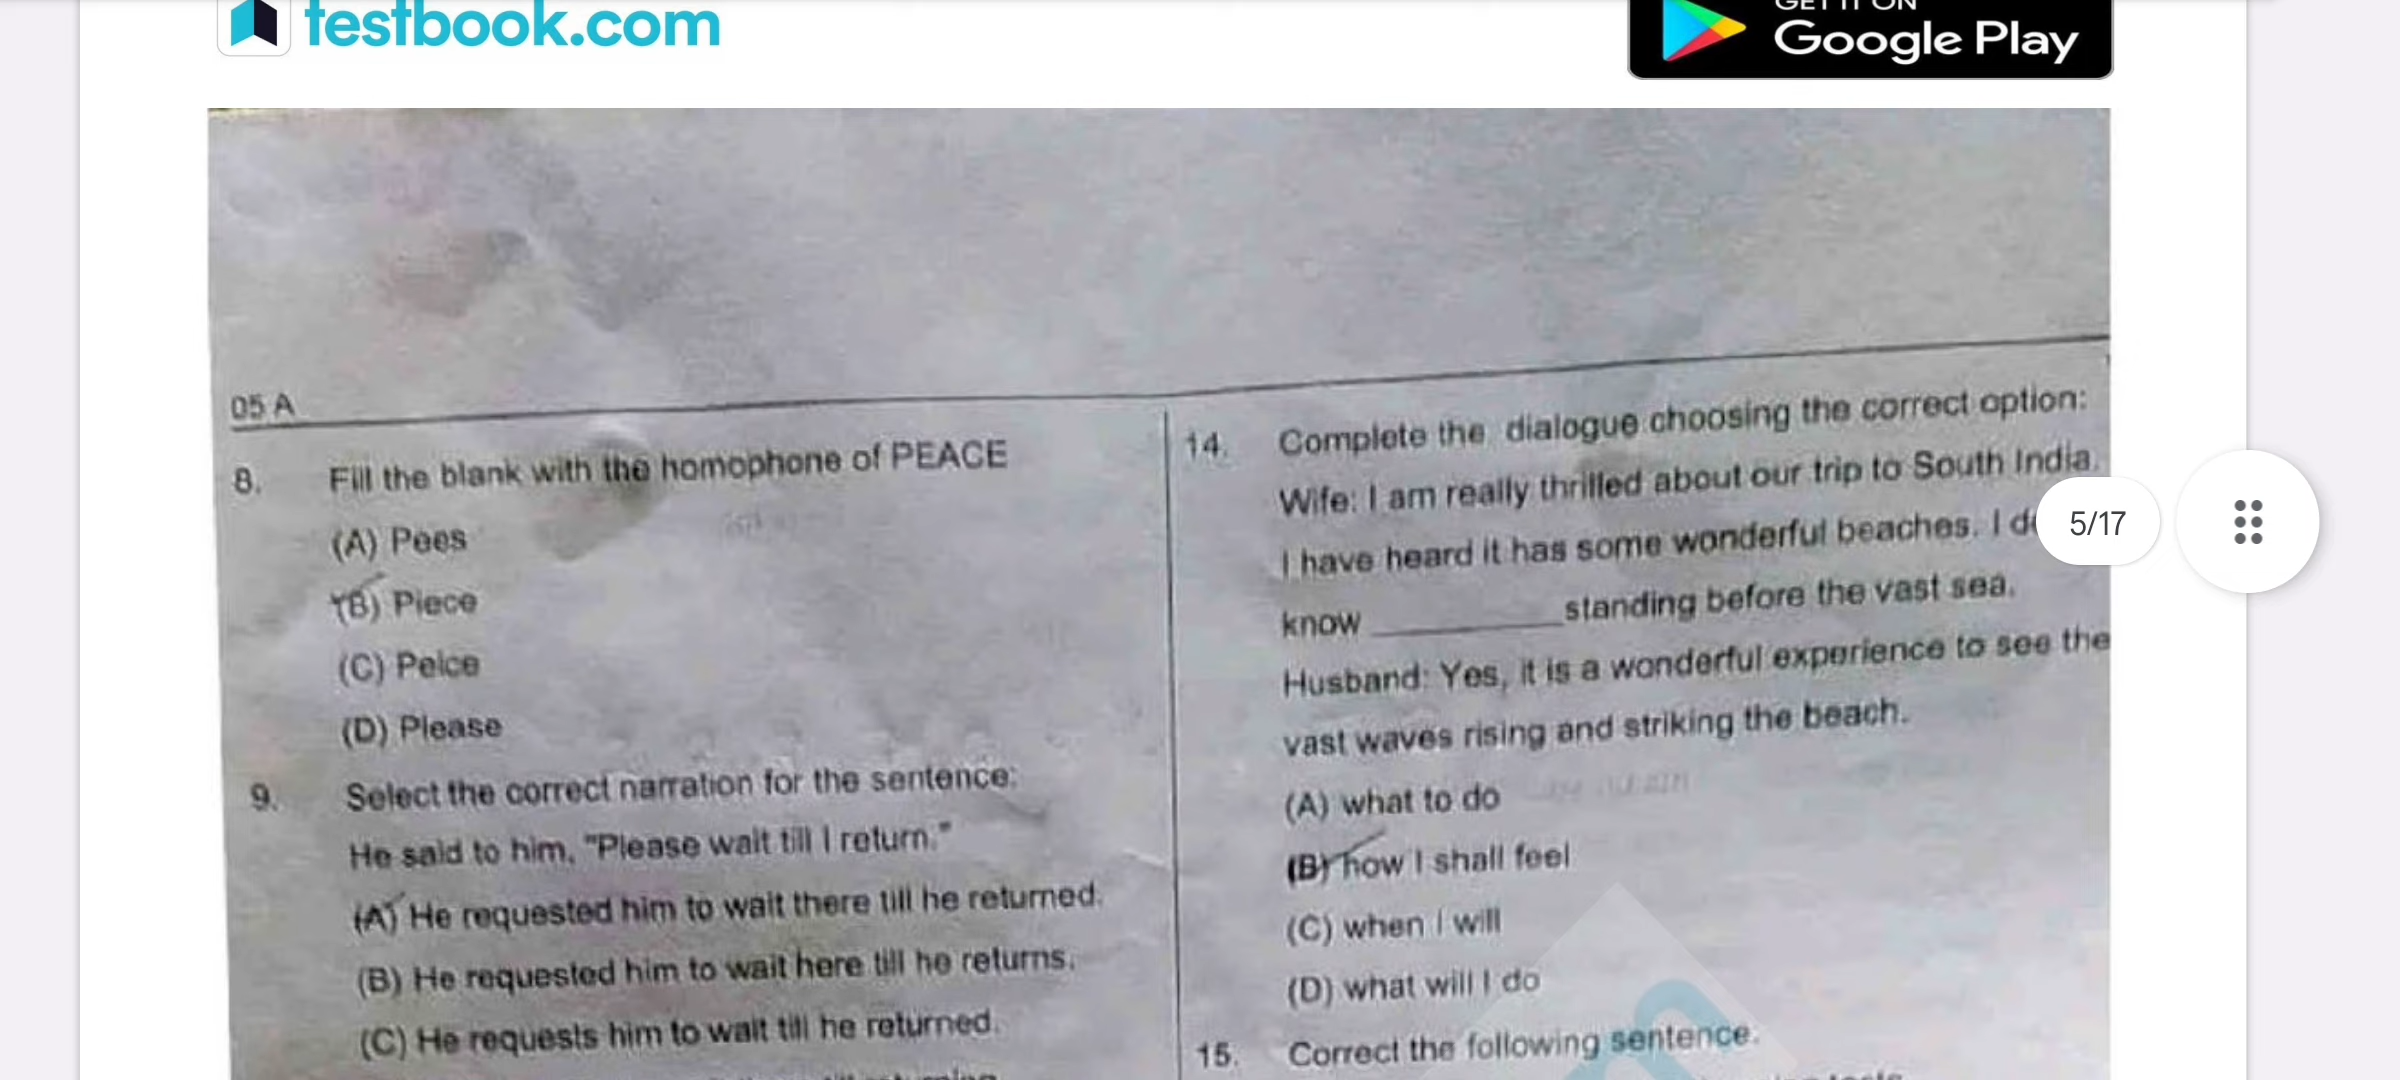 testbook.com
GET IT ON
Google Play
05 A
8. Fill the blank with the homophone of PEACE
(A) Pees
(B) Piece
(C) Peice
(D) Please
9. Select the correct narration for the sentence:
He said to him, "Please wait till I return."
(A) He requested him to wait there till he returned.
(B) He requested him to wait here till he returns.
(C) He requests him to wait till he returned.
14. Complete the dialogue choosing the correct option:
Wife: I am really thrilled about our trip to South India.
I have heard it has some wonderful beaches. I
know __________ standing before the vast sea.
Husband: Yes, it is a wonderful experience to see the
vast waves rising and striking the beach.
(A) what to do
(B) how I shall feel
(C) when I will
(D) what will I do
15. Correct the following sentence.
5/17